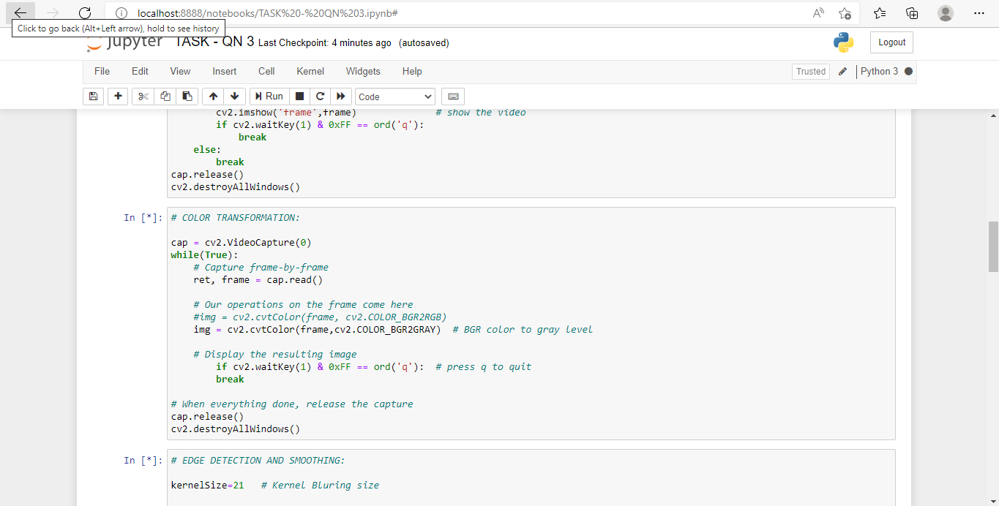 localhost:8888/notebooks/TASK%20-%20QN%203.ipynb#
Click to go back (Alt+Left arrow), hold to see history
jupyter TASK - QN 3 Last Checkpoint: 4 minutes ago (autosaved)
Logout
File Edit View Insert Cell Kernel Widgets Help
Trusted Python 3
Run Code
cv2.imshow('frame',frame) # show the video
if cv2.waitKey(1) & 0xFF == ord('q'):
break
else:
break
cap.release()
cv2.destroyAllWindows()
In [*]: # COLOR TRANSFORMATION:
cap = cv2.VideoCapture(0)
while(True):
# Capture frame-by-frame
ret, frame = cap.read()
# Our operations on the frame come here
#img = cv2.cvtColor(frame, cv2.COLOR_BGR2RGB)
img = cv2.cvtColor(frame,cv2.COLOR_BGR2GRAY) # BGR color to gray level
# Display the resulting image
if cv2.waitKey(1) & 0xFF == ord('q'): # press q to quit
break
# When everything done, release the capture
cap.release()
cv2.destroyAllWindows()
In [*]: # EDGE DETECTION AND SMOOTHING:
kernelSize=21 # Kernel Bluring size